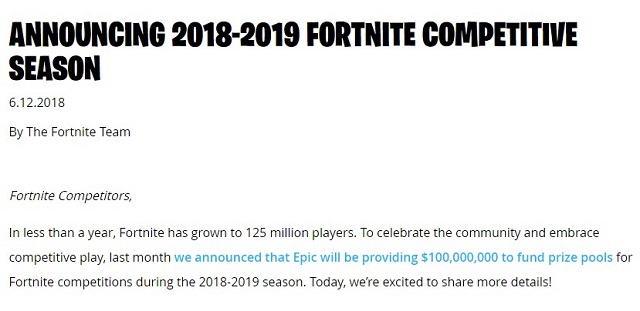 ANNOUNCING 2018-2019 FORTNITE COMPETITIVE
SEASON
6.12.2018
By The Fortnite Team
Fortnite Competitors,
In less than a year, Fortnite has grown to 125 million players. To celebrate the community and embrace
competitive play, last month we announced that Epic will be providing $100,000,000 to fund prize pools for
Fortnite competitions during the 2018-2019 season. Today, we're excited to share more details!